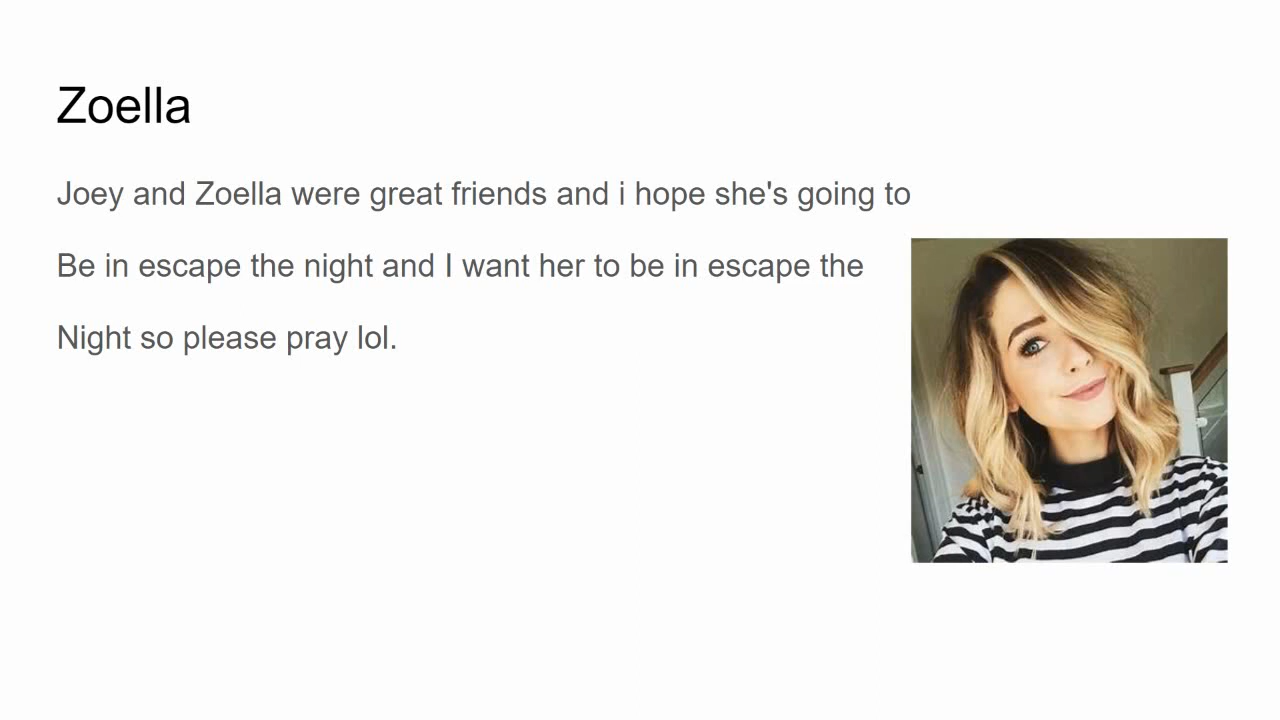 Zoella
Joey and Zoella were great friends and i hope she's going to
Be in escape the night and I want her to be in escape the
Night so please pray lol.